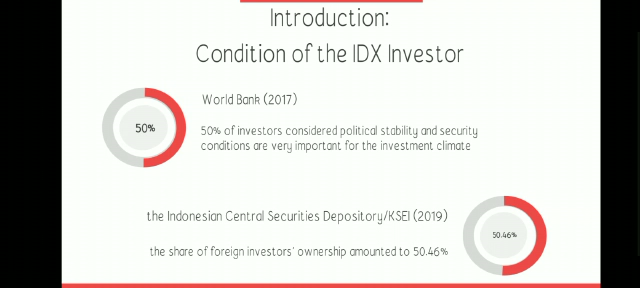 Introduction:
Condition of the IDX Investor
World Bank (2017)
50%
50% of investors considered political stability and security
conditions are very important for the investment climate
the Indonesian Central Securities Depository/KSEI (2019)
50.46%
the share of foreign investors' ownership amounted to 50.46%